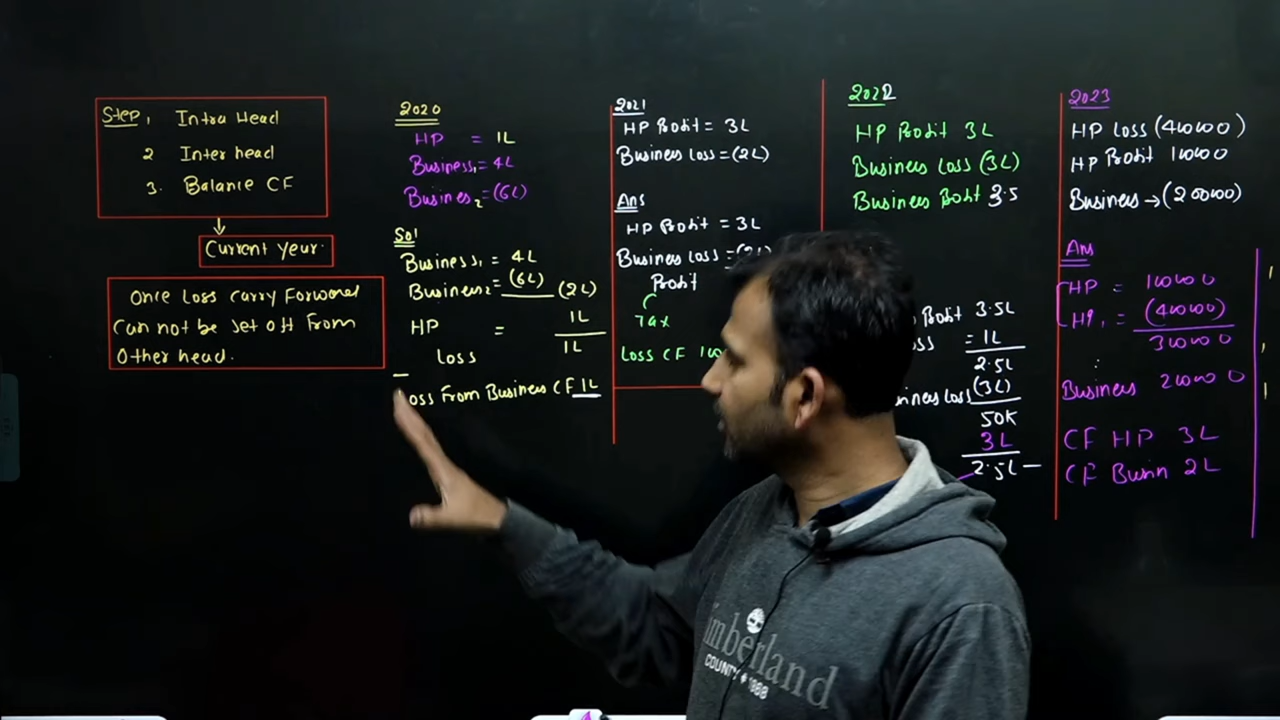 Step 1 Intra Head
2 Inter head
3. Balance CF
Current year
Once Loss carry Forward
Can not be set off From
Other head.
2020
HP = 1L
Business1 = 4L
Busines2 = (6L)
Sol
Business1 = 4L
Business2 = (6L) (2L)
HP = 1L
Loss 1L
Loss From Business CF 1L
2021
HP Profit = 3L
Business Loss = (2L)
Ans
HP Profit = 3L
Business Loss = (2L)
Profit
Tax
Loss CF
2022
HP Profit 3L
Business Loss (3L)
Business Profit 3.5
3.5L
= 1L
2.5L
(3L)
50K
3L
2.5L
2023
HP Loss (400000)
HP Profit 100000
Business → (200000)
Ans
HP = 100000
HP1 = (400000)
300000
Business 200000
CF HP 3L
CF Busin 2L
imberland
COUNTY